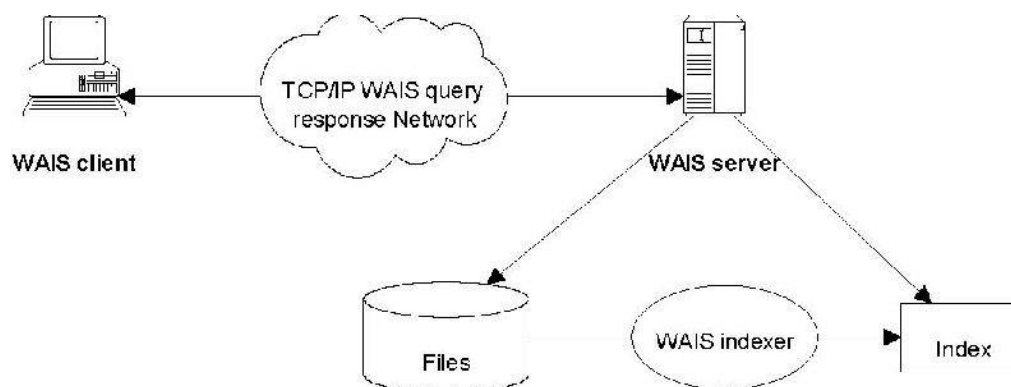 TCP/IP WAIS query
response Network
WAIS client
WAIS server
Files
WAIS indexer
Index